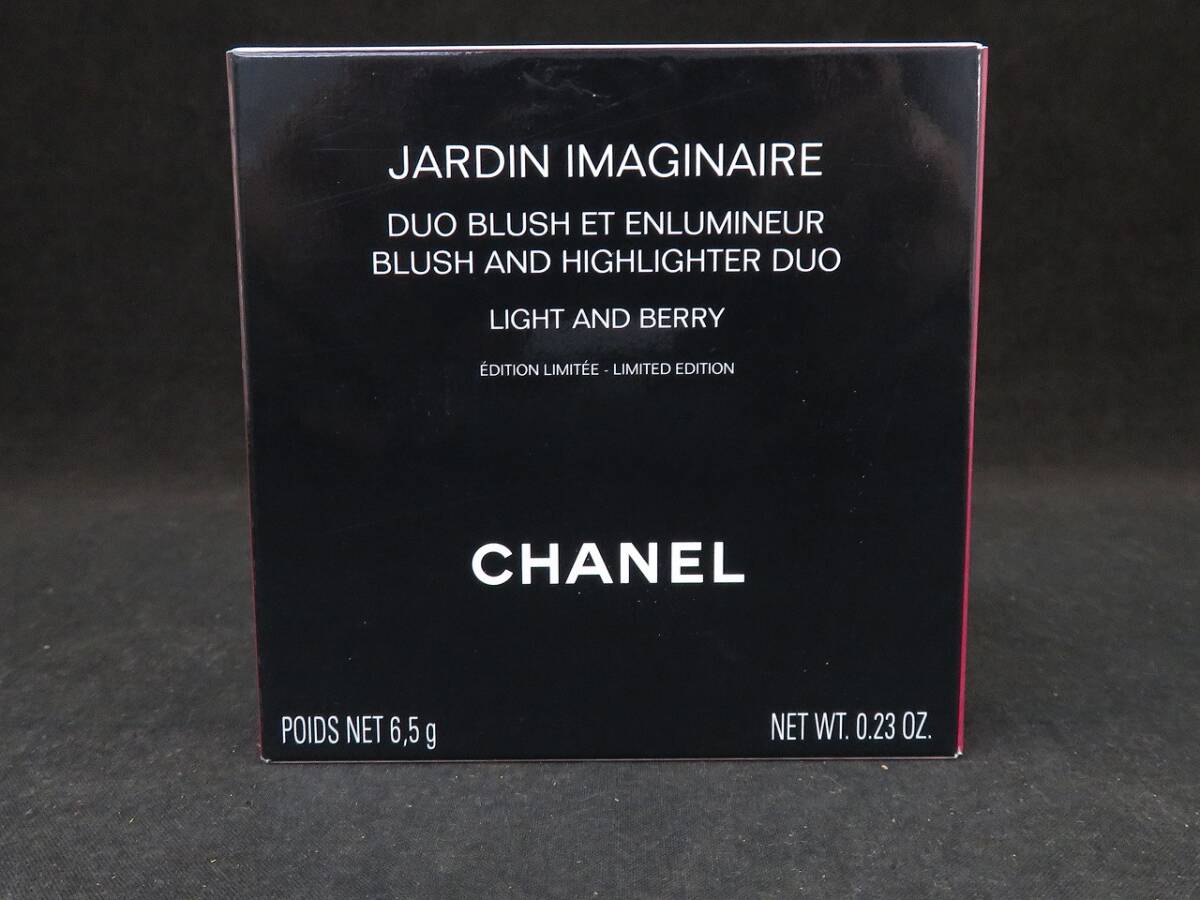 JARDIN IMAGINAIRE
DUO BLUSH ET ENLUMINEUR
BLUSH AND HIGHLIGHTER DUO
LIGHT AND BERRY
ÉDITION LIMITÉE - LIMITED EDITION
CHANEL
POIDS NET 6,5 g
NET WT. 0.23 OZ.